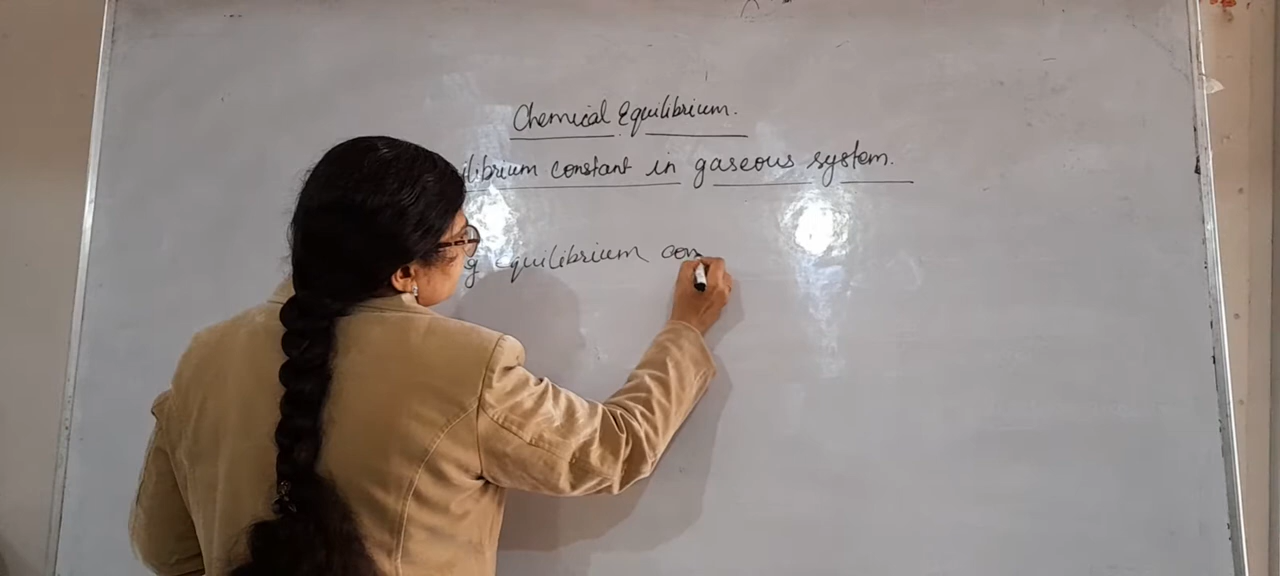 Chemical Equilibrium.
ilibrium constant in gaseous system.
g equilibrium con